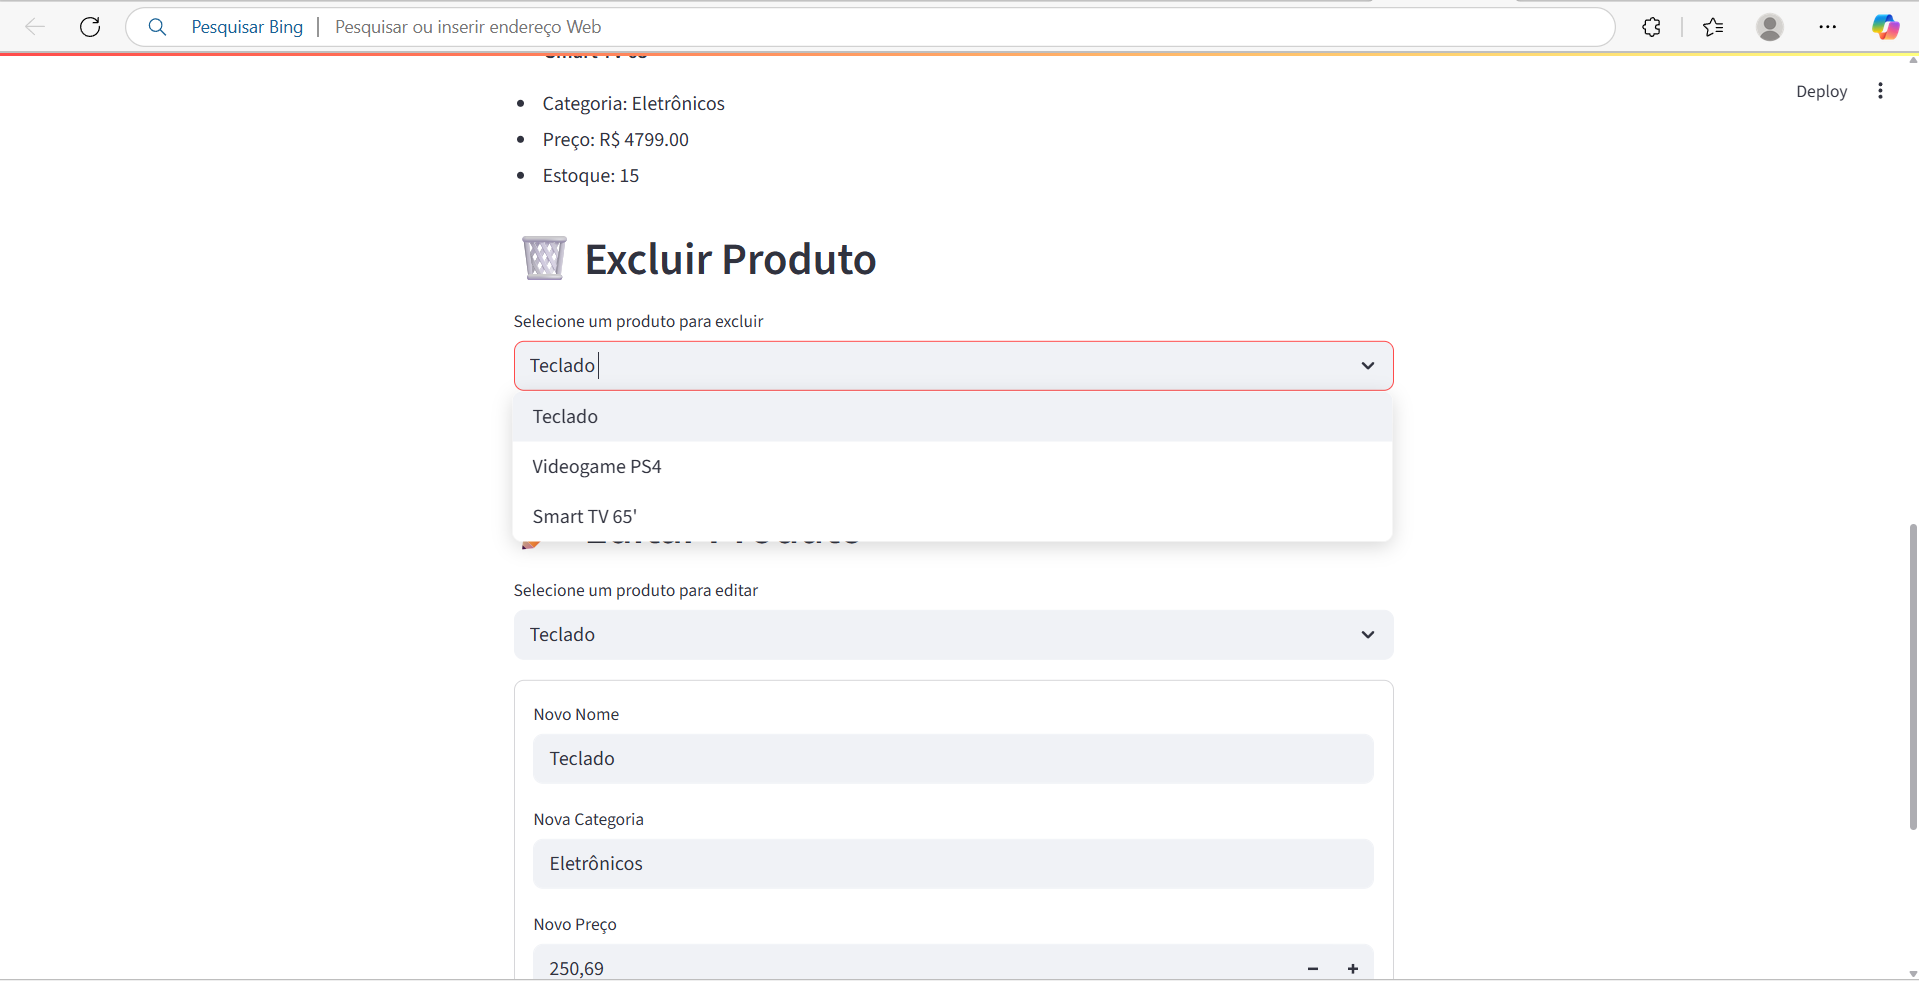 Pesquisar Bing | Pesquisar ou inserir endereço Web
Deploy
Categoria: Eletrônicos
Preço: R$ 4799.00
Estoque: 15
Excluir Produto
Selecione um produto para excluir
Teclado
Teclado
Videogame PS4
Smart TV 65'
Selecione um produto para editar
Teclado
Novo Nome
Teclado
Nova Categoria
Eletrônicos
Novo Preço
250,69